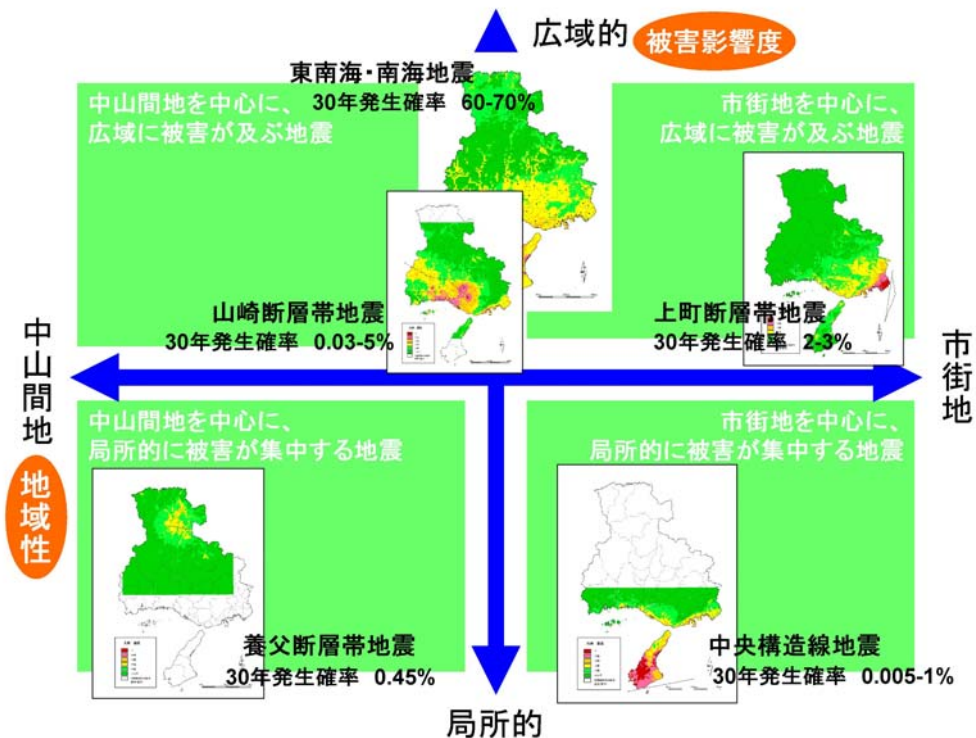 広域的
被害影響度
東南海・南海地震
30年発生確率 60-70%
中山間地を中心に、
広域に被害が及ぶ地震
市街地を中心に、
広域に被害が及ぶ地震
山崎断層帯地震
30年発生確率 0.03-5%
上町断層帯地震
30年発生確率 2-3%
中山間地
地域性
市街地
中山間地を中心に、
局所的に被害が集中する地震
市街地を中心に、
局所的に被害が集中する地震
養父断層帯地震
30年発生確率 0.45%
中央構造線地震
30年発生確率 0.005-1%
局所的